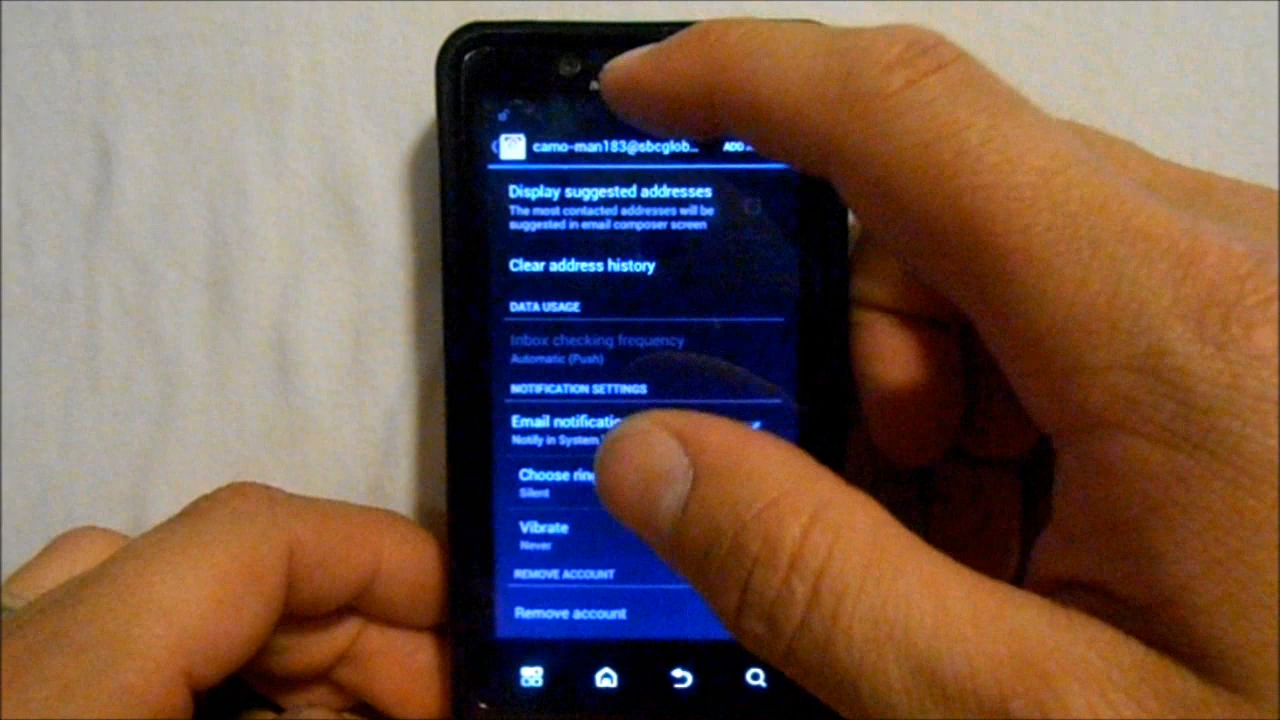 camo-man183@sbcglob... ADD
Display suggested addresses
The most contacted addresses will be
suggested in email composer screen
Clear address history
DATA USAGE
Inbox checking frequency
Automatic (Push)
NOTIFICATION SETTINGS
Email notificatio
Notify in System
Choose ring
Silent
Vibrate
Never
REMOVE ACCOUNT
Remove account